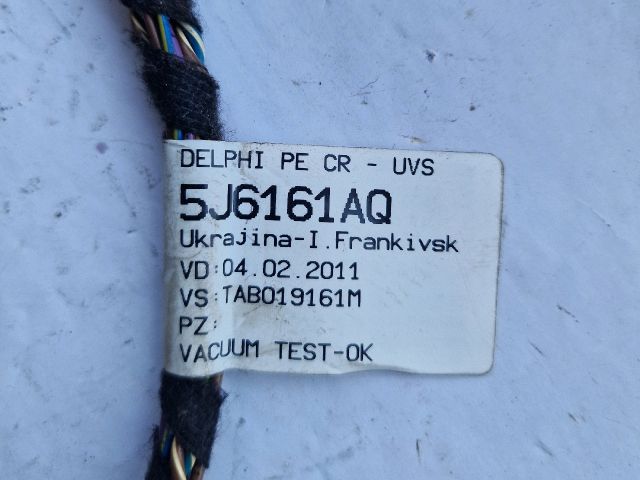 DELPHI PE CR - UVS
5J6161AQ
Ukrajina-I.Frankivsk
VD:04.02.2011
VS:TAB019161M
PZ:
VACUUM TEST-OK